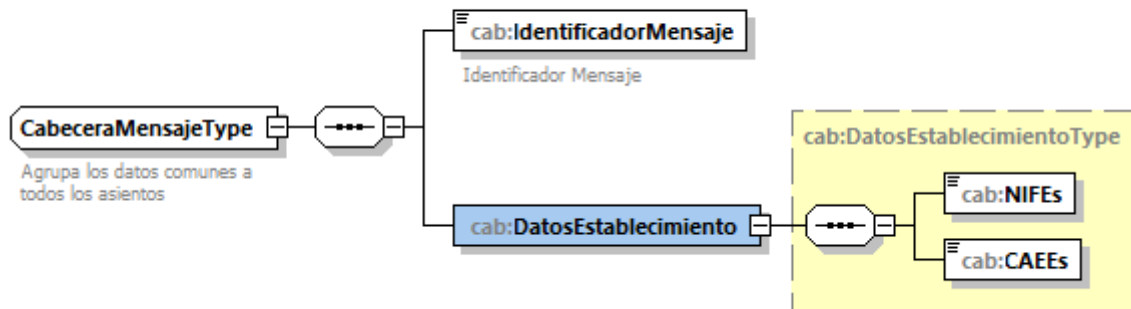 cab:IdentificadorMensaje
Identificador Mensaje
CabeceraMensajeType
Agrupa los datos comunes a
todos los asientos
cab:DatosEstablecimiento
cab:DatosEstablecimientoType
cab:NIFEs
cab:CAEEs